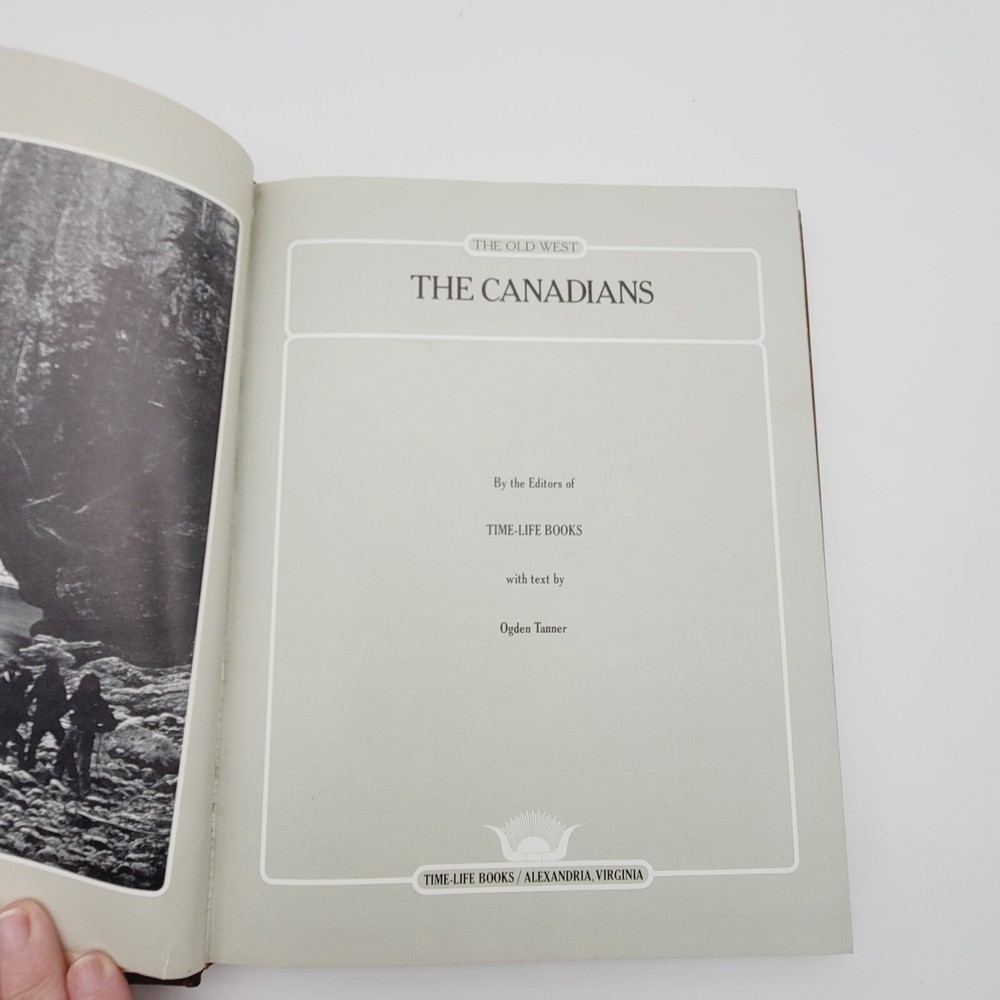 THE OLD WEST
THE CANADIANS
By the Editors of
TIME-LIFE BOOKS
with text by
Ogden Tanner
TIME-LIFE BOOKS / ALEXANDRIA, VIRGINIA